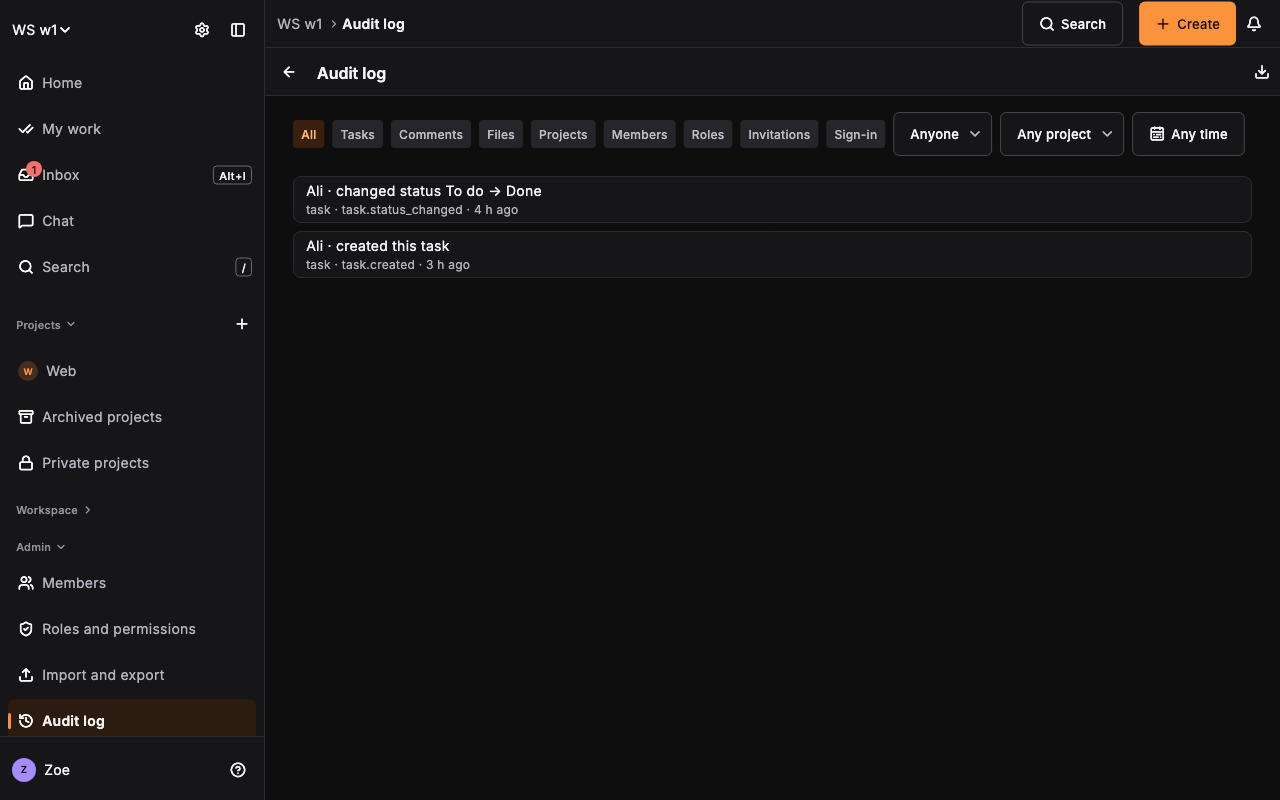 WS w1
WS w1 > Audit log
Search
Create
Home
My work
1
Inbox
Alt+I
Chat
Search
/
Projects
W
Web
Archived projects
Private projects
Workspace
Admin
Members
Roles and permissions
Import and export
Audit log
Z
Zoe
Audit log
All
Tasks
Comments
Files
Projects
Members
Roles
Invitations
Sign-in
Anyone
Any project
Any time
Ali · changed status To do → Done
task · task.status_changed · 4 h ago
Ali · created this task
task · task.created · 3 h ago